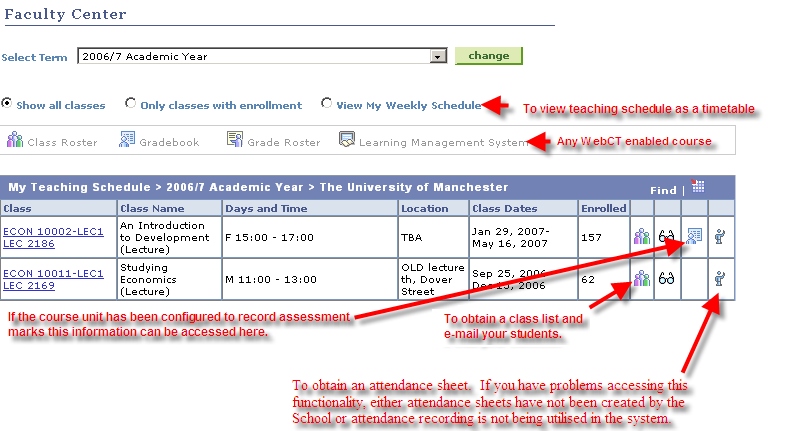 Faculty Center
Select Term 2006/7 Academic Year change
Show all classes Only classes with enrollment View My Weekly Schedule To view teaching schedule as a timetable
Class Roster Gradebook Grade Roster Learning Management System Any WebCT enabled course
My Teaching Schedule > 2006/7 Academic Year > The University of Manchester Find |
Class Class Name Days and Time Location Class Dates Enrolled
ECON 10002-LEC1
LEC 2186
An Introduction
to Development
(Lecture)
F 15:00 - 17:00
TBA
Jan 29, 2007-
May 16, 2007
157
ECON 10011-LEC1
LEC 2169
Studying
Economics
(Lecture)
M 11:00 - 13:00
OLD lecture
th, Dover
Street
Sep 25, 2006
2006
62
If the course unit has been configured to record assessment
marks this information can be accessed here.
To obtain a class list and
e-mail your students.
To obtain an attendance sheet. If you have problems accessing this
functionality, either attendance sheets have not been created by the
School or attendance recording is not being utilised in the system.